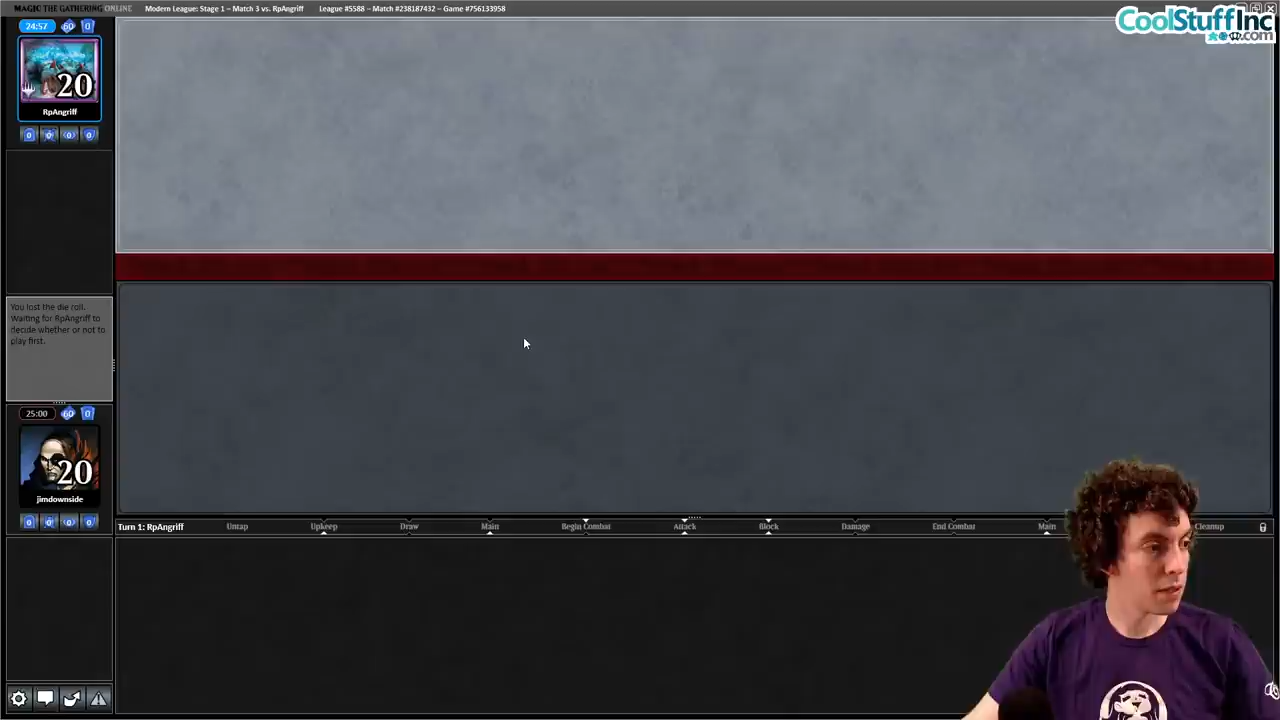 MAGIC THE GATHERING ONLINE
Modern League: Stage 1 – Match 3 vs. RpAngriff
League #5588 – Match #238187432 – Game #756133958
CoolStuffInc
.com
24:57
60
0
20
RpAngriff
0
0
0
0
You lost the die roll.
Waiting for RpAngriff to
decide whether or not to
play first.
25:00
60
0
20
jimdownside
0
0
0
0
Turn 1: RpAngriff
Untap
Upkeep
Draw
Main
Begin Combat
Attack
Block
Damage
End Combat
Main
Cleanup